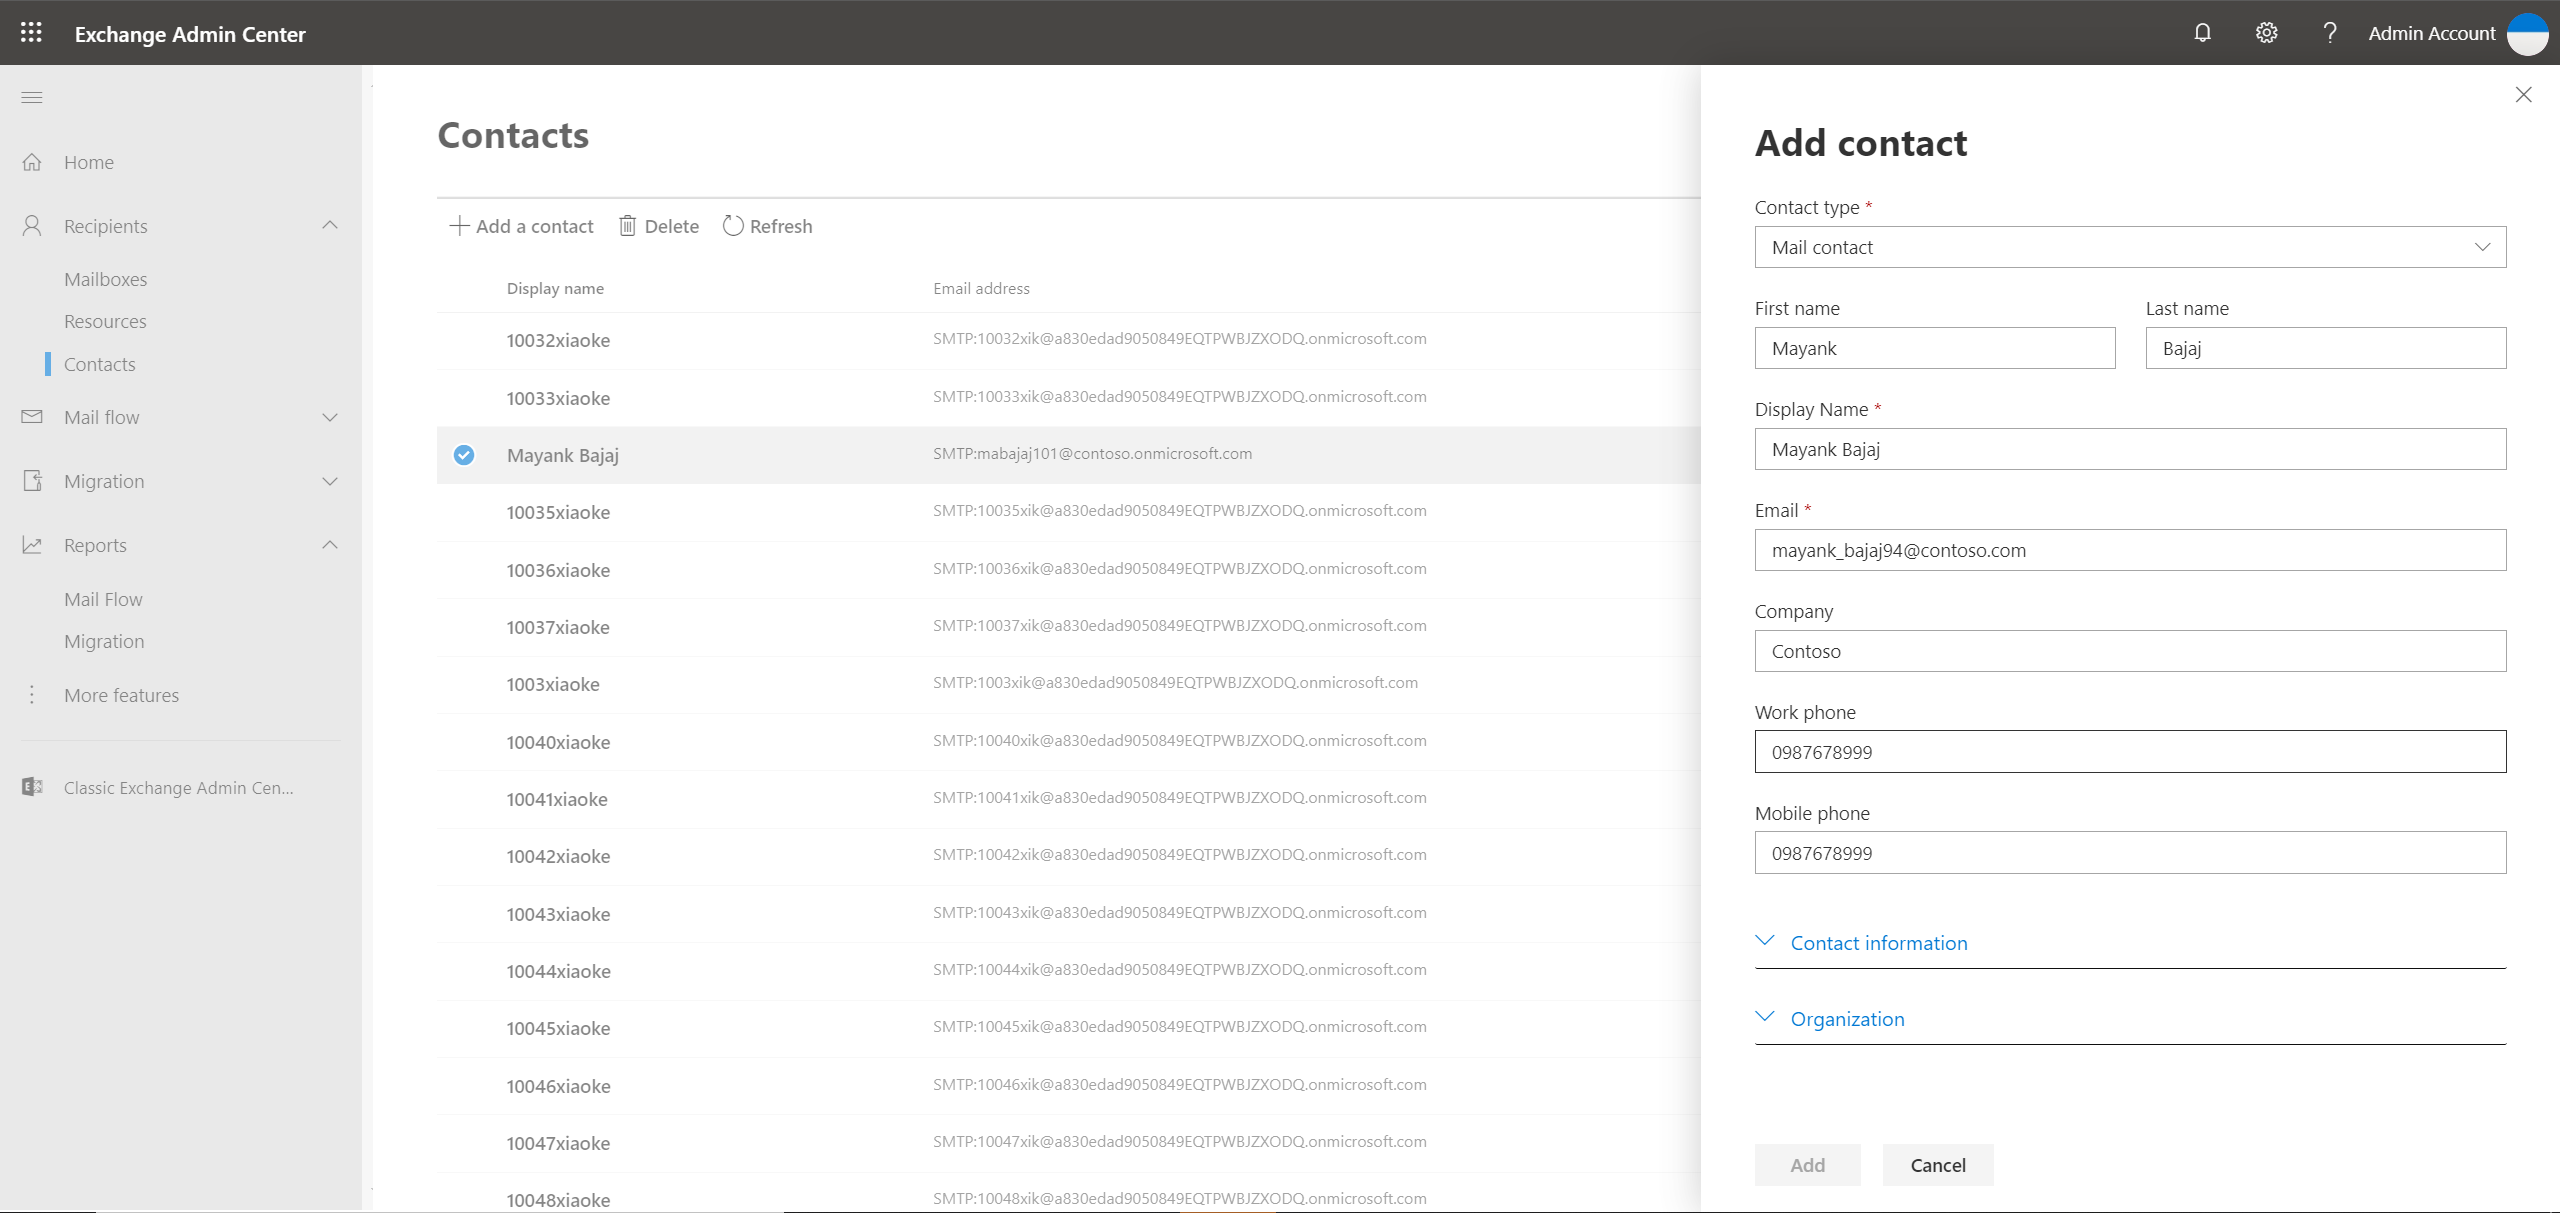 Exchange Admin Center
Admin Account
Home
Recipients
Mailboxes
Resources
Contacts
Mail flow
Migration
Reports
Mail Flow
Migration
More features
Classic Exchange Admin Cen...
Contacts
Add a contact Delete Refresh
Display name Email address
10032xiaoke SMTP:10032xik@a830edad9050849EQTPWBJZXODQ.onmicrosoft.com
10033xiaoke SMTP:10033xik@a830edad9050849EQTPWBJZXODQ.onmicrosoft.com
Mayank Bajaj SMTP:mabajaj101@contoso.onmicrosoft.com
10035xiaoke SMTP:10035xik@a830edad9050849EQTPWBJZXODQ.onmicrosoft.com
10036xiaoke SMTP:10036xik@a830edad9050849EQTPWBJZXODQ.onmicrosoft.com
10037xiaoke SMTP:10037xik@a830edad9050849EQTPWBJZXODQ.onmicrosoft.com
1003xiaoke SMTP:1003xik@a830edad9050849EQTPWBJZXODQ.onmicrosoft.com
10040xiaoke SMTP:10040xik@a830edad9050849EQTPWBJZXODQ.onmicrosoft.com
10041xiaoke SMTP:10041xik@a830edad9050849EQTPWBJZXODQ.onmicrosoft.com
10042xiaoke SMTP:10042xik@a830edad9050849EQTPWBJZXODQ.onmicrosoft.com
10043xiaoke SMTP:10043xik@a830edad9050849EQTPWBJZXODQ.onmicrosoft.com
10044xiaoke SMTP:10044xik@a830edad9050849EQTPWBJZXODQ.onmicrosoft.com
10045xiaoke SMTP:10045xik@a830edad9050849EQTPWBJZXODQ.onmicrosoft.com
10046xiaoke SMTP:10046xik@a830edad9050849EQTPWBJZXODQ.onmicrosoft.com
10047xiaoke SMTP:10047xik@a830edad9050849EQTPWBJZXODQ.onmicrosoft.com
10048xiaoke SMTP:10048xik@a830edad9050849EQTPWBJZXODQ.onmicrosoft.com
Add contact
Contact type *
Mail contact
First name Last name
Mayank Bajaj
Display Name *
Mayank Bajaj
Email *
mayank_bajaj94@contoso.com
Company
Contoso
Work phone
0987678999
Mobile phone
0987678999
Contact information
Organization
Add Cancel